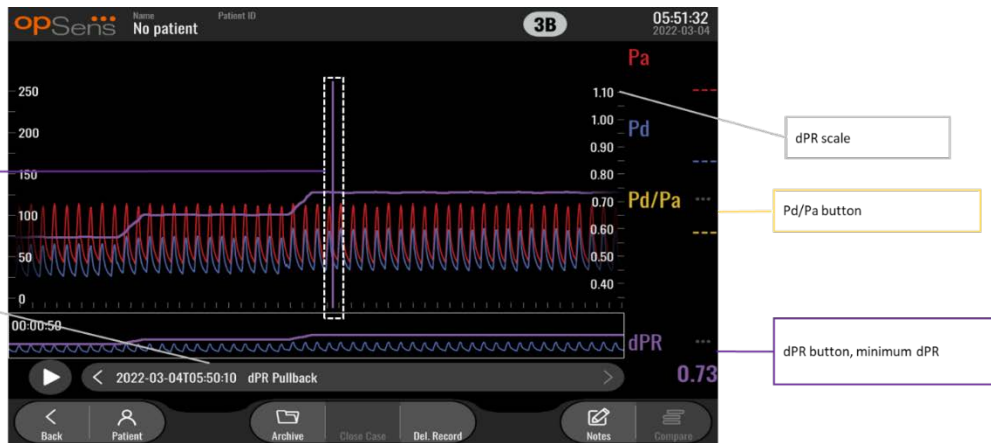 opSens
Name
No patient
Patient ID
3B
05:51:32
2022-03-04
Pa
---
250
200
150
100
50
0
1.10
1.00
0.90
0.80
0.70
0.60
0.50
0.40
Pd
---
Pd/Pa
---
---
00:00:50
dPR
---
0.73
2022-03-04T05:50:10 dPR Pullback
Back
Patient
Archive
Close Case
Del. Record
Notes
Compare
dPR scale
Pd/Pa button
dPR button, minimum dPR